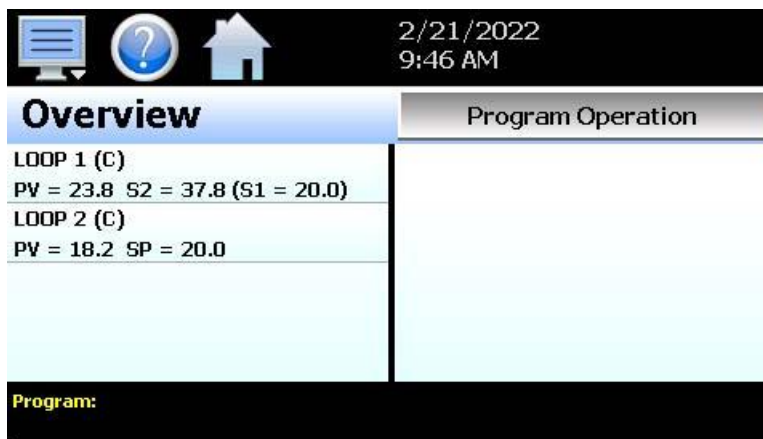 2/21/2022
9:46 AM
Overview
Program Operation
LOOP 1 (C)
PV = 23.8 S2 = 37.8 (S1 = 20.0)
LOOP 2 (C)
PV = 18.2 SP = 20.0
Program: